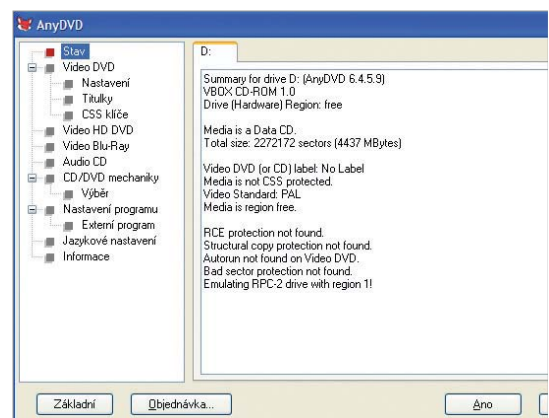 AnyDVD
Stav
Video DVD
Nastavení
Titulky
CSS klíče
Video HD DVD
Video Blu-Ray
Audio CD
CD/DVD mechaniky
Výběr
Nastavení programu
Externí program
Jazykové nastavení
Informace
D:
Summary for drive D: (AnyDVD 6.4.5.9)
VBOX CD-ROM 1.0
Drive (Hardware) Region: free
Media is a Data CD.
Total size: 2272172 sectors (4437 MBytes)
Video DVD (or CD) label: No Label
Media is not CSS protected.
Video Standard: PAL
Media is region free.
RCE protection not found.
Structural copy protection not found.
Autorun not found on Video DVD.
Bad sector protection not found.
Emulating RPC-2 drive with region 1!
Základní
Objednávka...
Ano